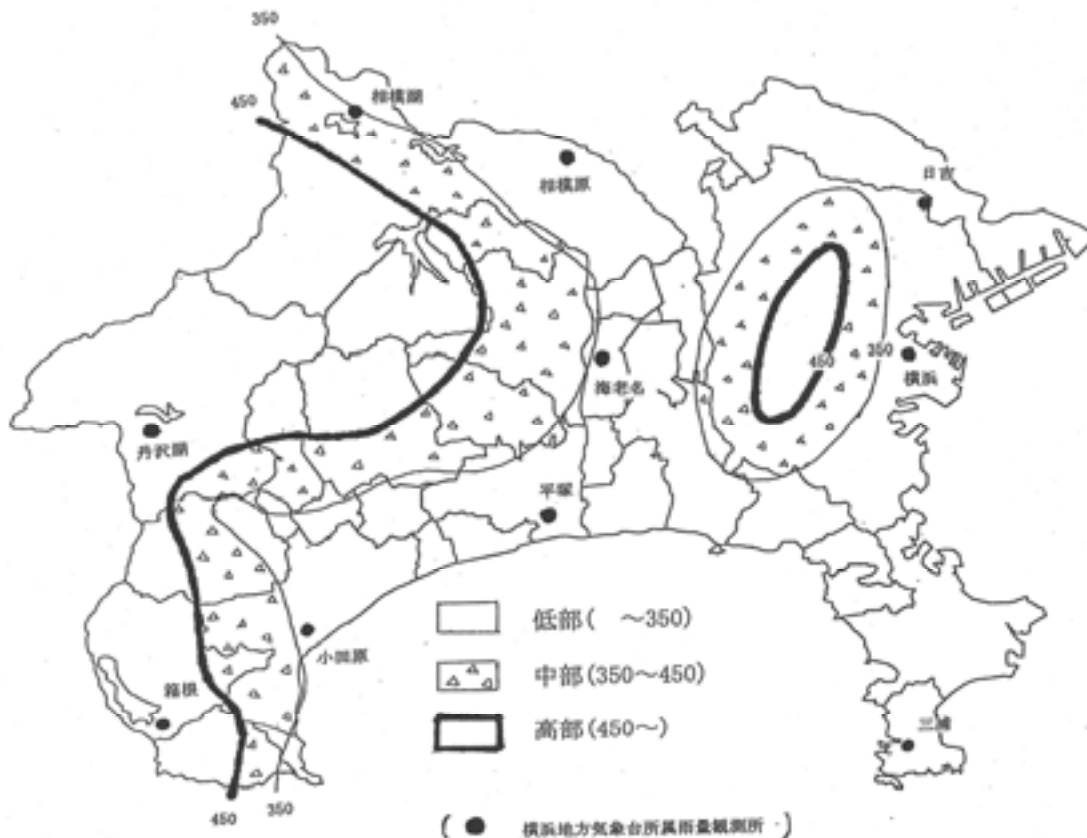 350
相模湖
450
相模原
日吉
350
450
横浜
海老名
丹沢湖
平塚
低部( ～350)
小田原
中部(350～450)
箱根
高部(450～)
三浦
350
450
( ● 横浜地方気象台所属雨量観測所 )